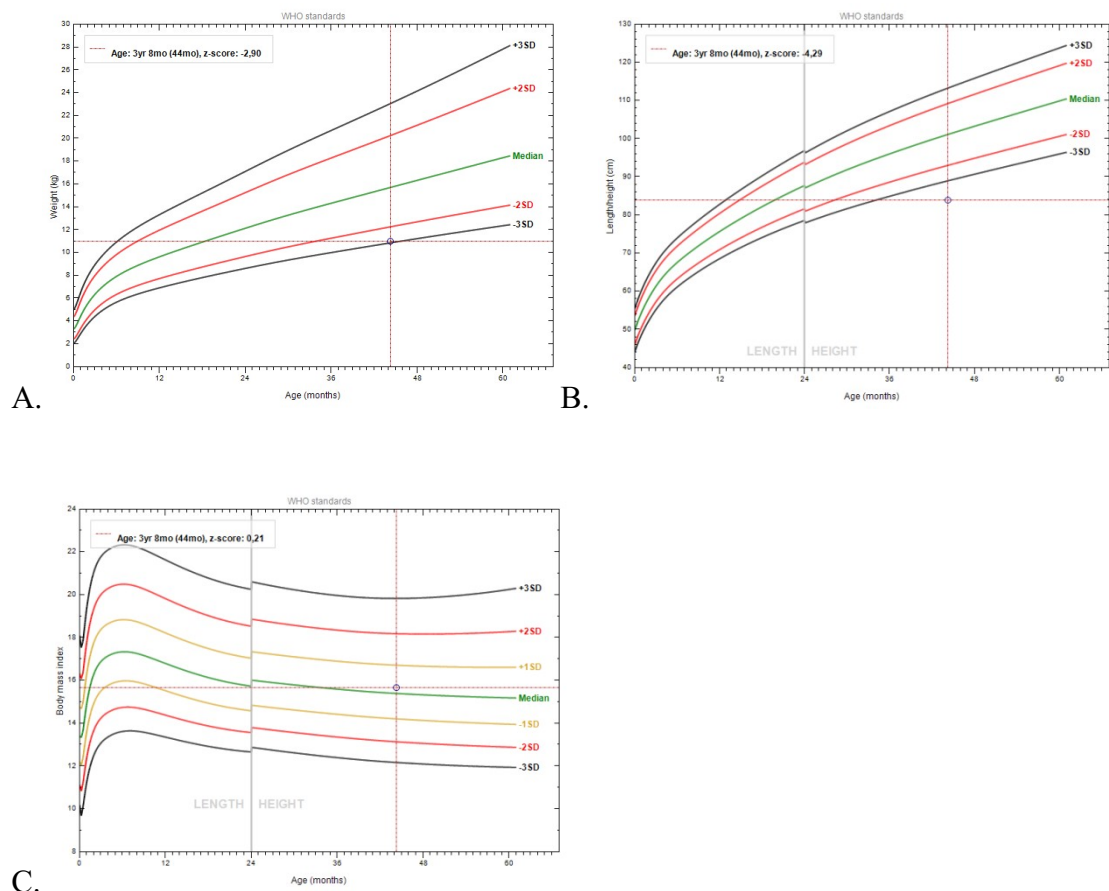 WHO standards
Age: 3yr 8mo (44mo), z-score: -2,90
30
28
26
24
22
20
18
16
14
12
10
8
6
4
2
0
Weight (kg)
+3SD
+2SD
Median
-2SD
-3SD
0 12 24 36 48 60
Age (months)
A.
WHO standards
Age: 3yr 8mo (44mo), z-score: -4,29
130
120
110
100
90
80
70
60
50
40
Length/height (cm)
+3SD
+2SD
Median
-2SD
-3SD
LENGTH HEIGHT
0 12 24 36 48 60
Age (months)
B.
WHO standards
Age: 3yr 8mo (44mo), z-score: 0,21
24
22
20
18
16
14
12
10
8
Body mass index
+3SD
+2SD
+1SD
Median
-1SD
-2SD
-3SD
LENGTH HEIGHT
0 12 24 36 48 60
Age (months)
C.